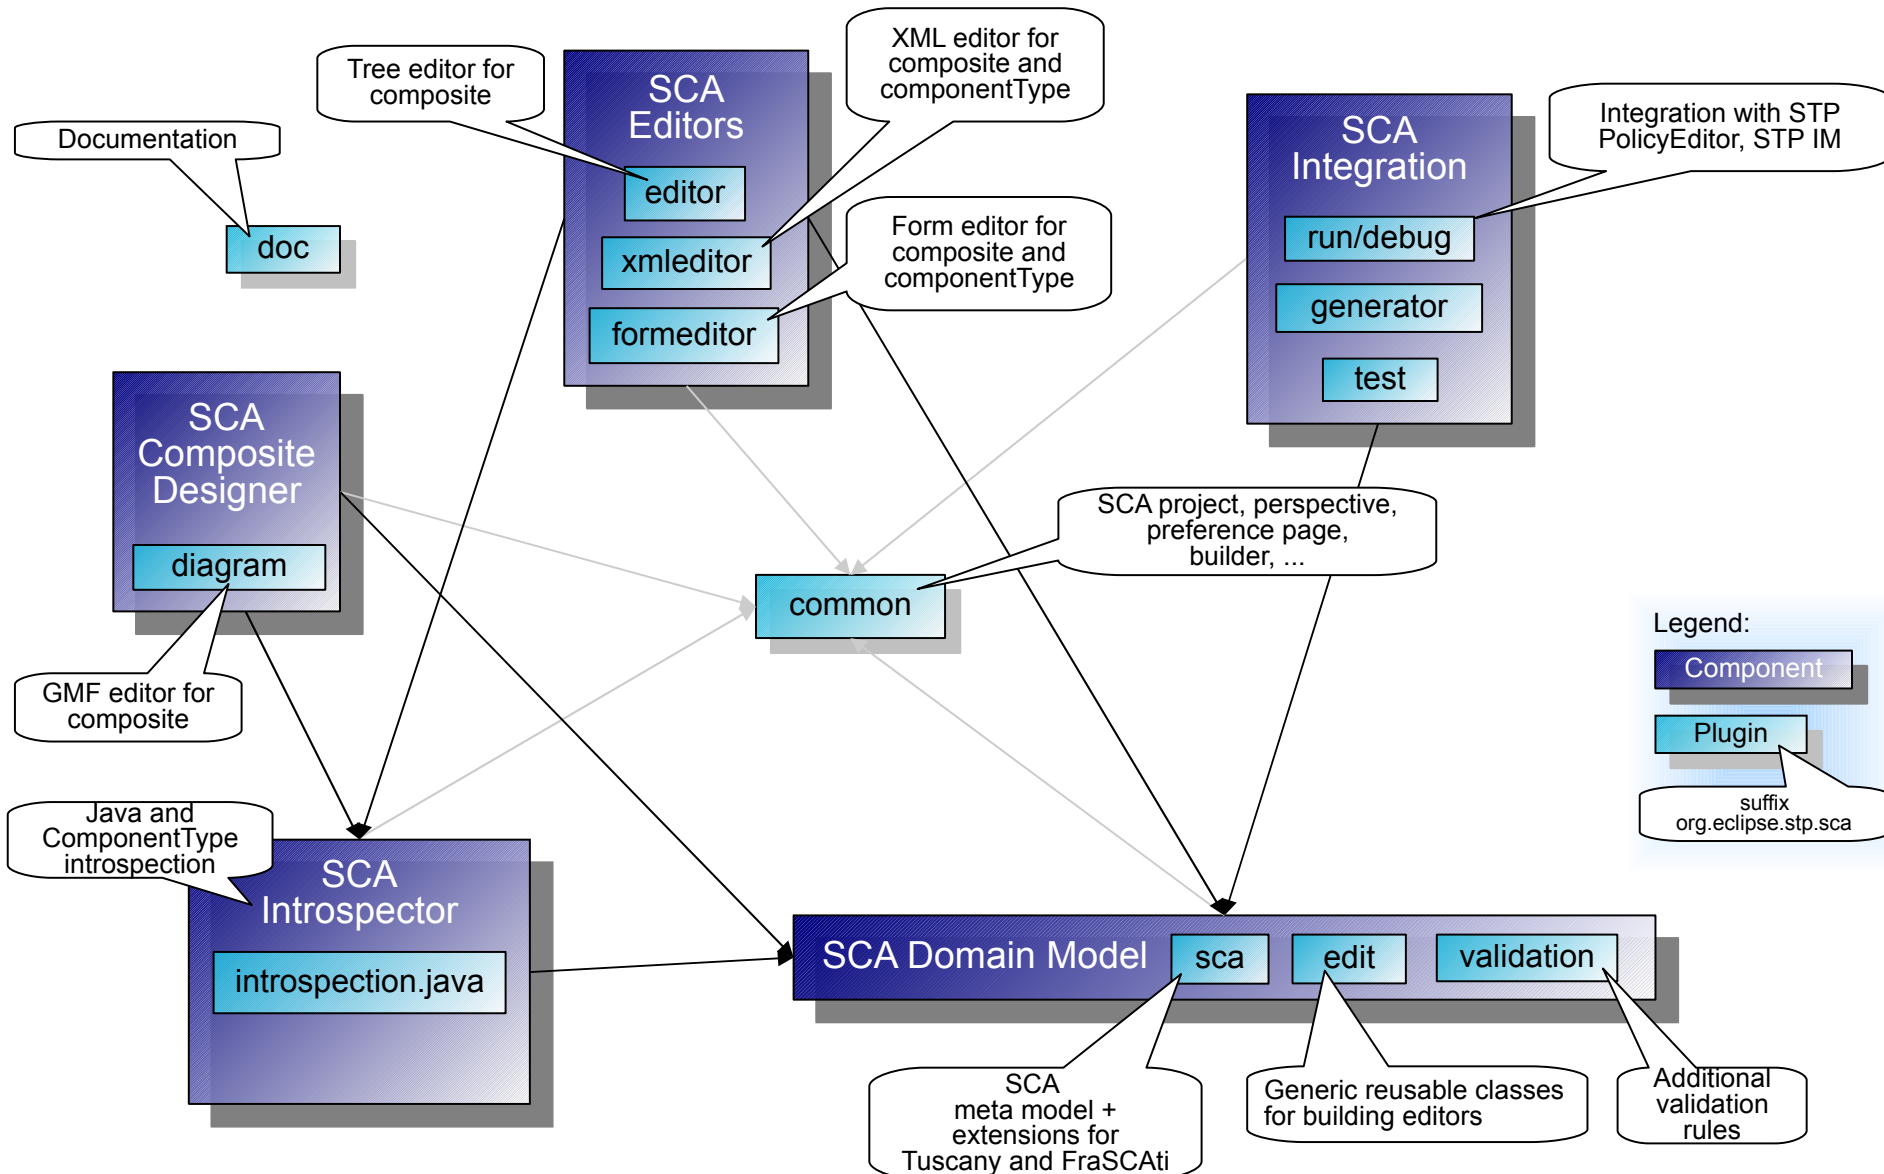 Tree editor for
composite
SCA
Editors
editor
xmleditor
formeditor
XML editor for
composite and
componentType
Form editor for
composite and
componentType
SCA
Integration
run/debug
generator
test
Integration with STP
PolicyEditor, STP IM
Documentation
doc
SCA
Composite
Designer
diagram
GMF editor for
composite
SCA project, perspective,
preference page,
builder, ...
common
Legend:
Component
Plugin
suffix
org.eclipse.stp.sca
Java and
ComponentType
introspection
SCA
Introspector
introspection.java
SCA Domain Model
sca
edit
validation
SCA
meta model +
extensions for
Tuscany and FraSCAti
Generic reusable classes
for building editors
Additional
validation
rules